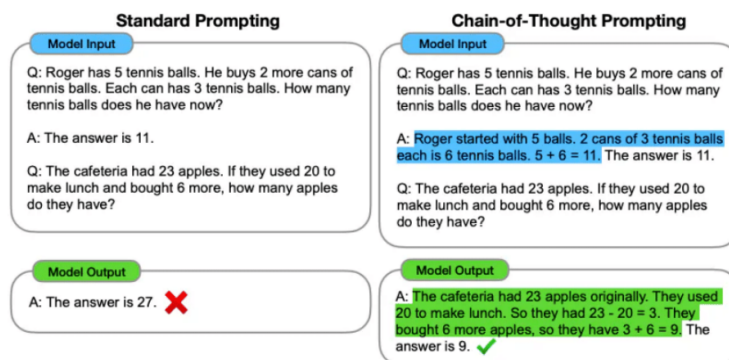 Standard Prompting
Model Input
Q: Roger has 5 tennis balls. He buys 2 more cans of
tennis balls. Each can has 3 tennis balls. How many
tennis balls does he have now?
A: The answer is 11.
Q: The cafeteria had 23 apples. If they used 20 to
make lunch and bought 6 more, how many apples
do they have?
Model Output
A: The answer is 27.
Chain-of-Thought Prompting
Model Input
Q: Roger has 5 tennis balls. He buys 2 more cans of
tennis balls. Each can has 3 tennis balls. How many
tennis balls does he have now?
A: Roger started with 5 balls. 2 cans of 3 tennis balls
each is 6 tennis balls. 5 + 6 = 11. The answer is 11.
Q: The cafeteria had 23 apples. If they used 20 to
make lunch and bought 6 more, how many apples
do they have?
Model Output
A: The cafeteria had 23 apples originally. They used
20 to make lunch. So they had 23 - 20 = 3. They
bought 6 more apples, so they have 3 + 6 = 9. The
answer is 9.